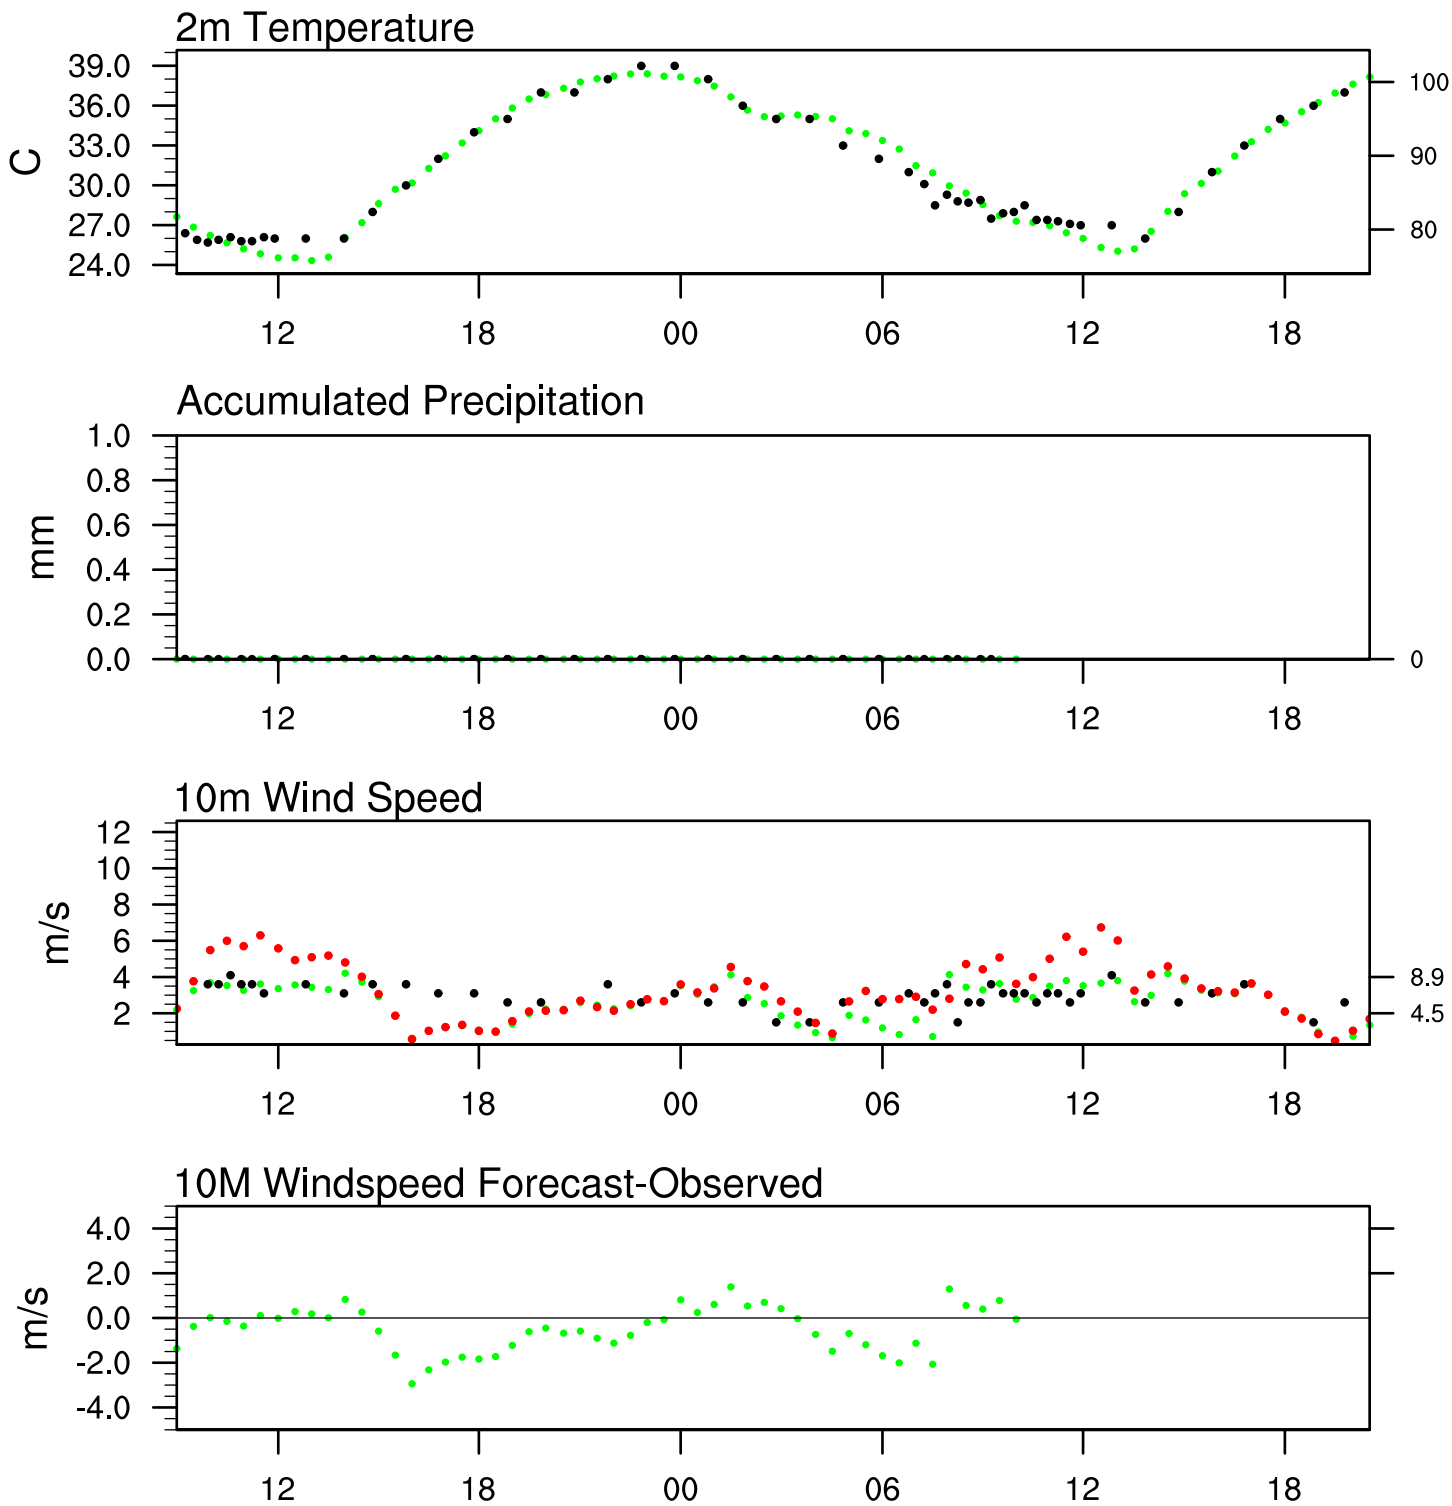 2m Temperature
39.0
36.0
33.0
30.0
27.0
24.0
C
100
90
80
12 18 00 06 12 18
Accumulated Precipitation
1.0
0.8
0.6
0.4
0.2
0.0
mm
0
12 18 00 06 12 18
10m Wind Speed
12
10
8
6
4
2
m/s
8.9
4.5
12 18 00 06 12 18
10M Windspeed Forecast-Observed
4.0
2.0
0.0
-2.0
-4.0
m/s
12 18 00 06 12 18